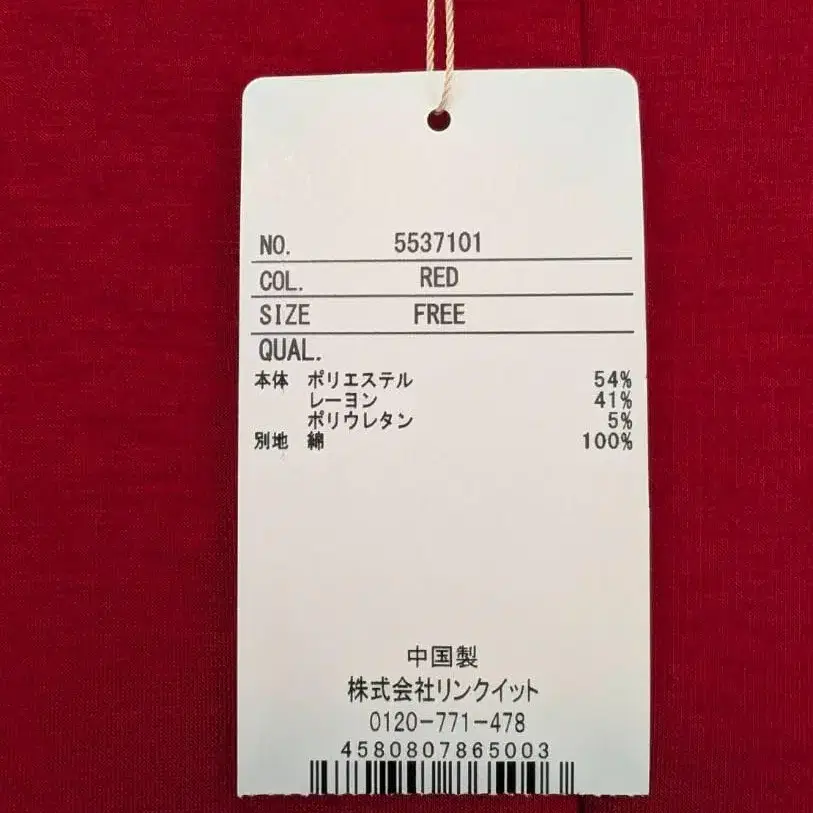 NO. 5537101
COL. RED
SIZE FREE
QUAL.
本体 ポリエステル 54%
レーヨン 41%
ポリウレタン 5%
別地 綿 100%
中国製
株式会社リンクイット
0120-771-478
4580807865003